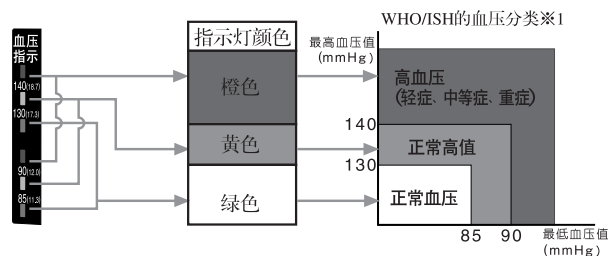 WHO/ISH的血压分类※1
血压
指示
140(18.7)
130(17.3)
90(12.0)
85(11.3)
指示灯颜色
橙色
黄色
绿色
最高血压值
(mmHg)
高血压
(轻症、中等症、重症)
140
正常高值
130
正常血压
85 90
最低血压值
(mmHg)